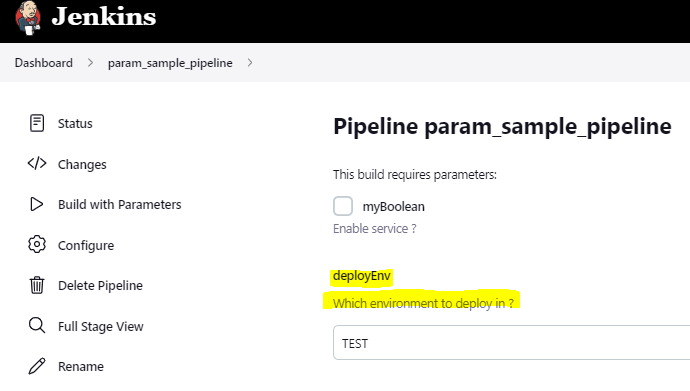 Jenkins
Dashboard > param_sample_pipeline >
Status
Changes
Build with Parameters
Configure
Delete Pipeline
Full Stage View
Rename
Pipeline param_sample_pipeline
This build requires parameters:
myBoolean
Enable service ?
deployEnv
Which environment to deploy in ?
TEST